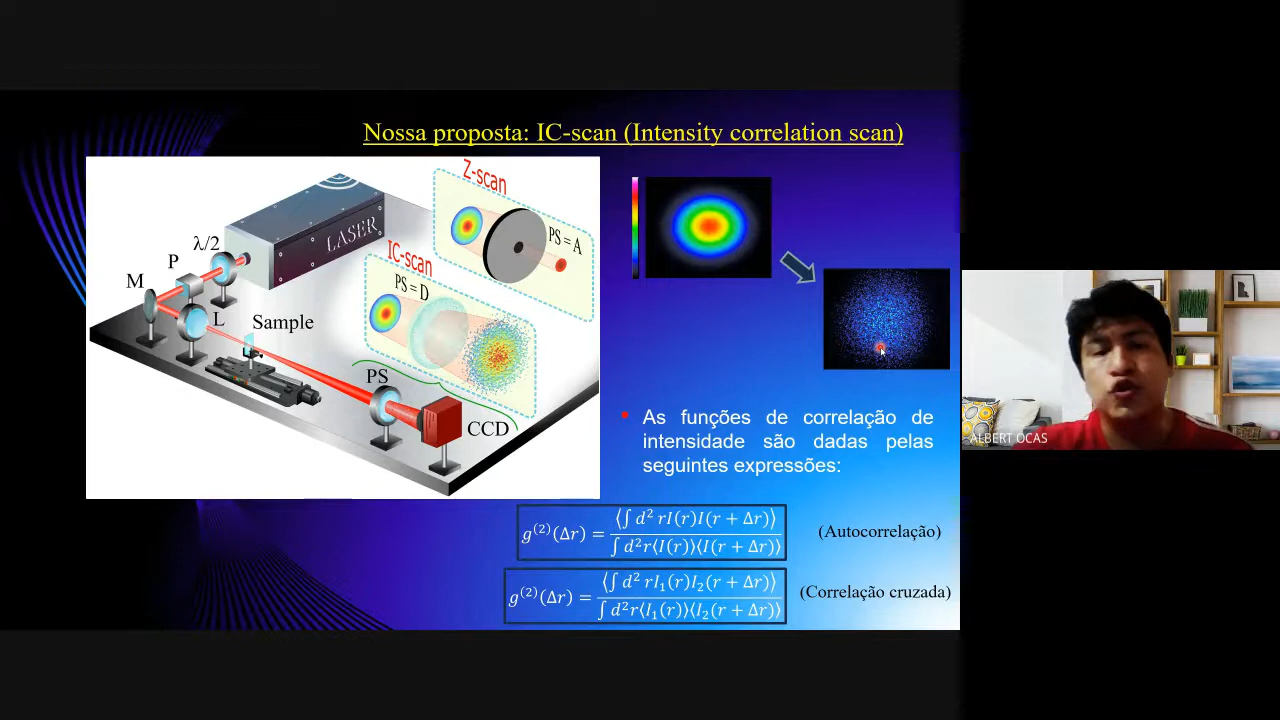 Nossa proposta: IC-scan (Intensity correlation scan)
Z-scan
PS = A
LASER
λ/2
IC-scan
PS = D
P
M
L
Sample
PS
CCD
As funções de correlação de
intensidade são dadas pelas
seguintes expressões:
g⁽²⁾(Δr) = ⟨∫ d² rI(r)I(r + Δr)⟩ / ∫ d²r⟨I(r)⟩⟨I(r + Δr)⟩
(Autocorrelação)
g⁽²⁾(Δr) = ⟨∫ d² rI₁(r)I₂(r + Δr)⟩ / ∫ d²r⟨I₁(r)⟩⟨I₂(r + Δr)⟩
(Correlação cruzada)
ALBERT OCAS